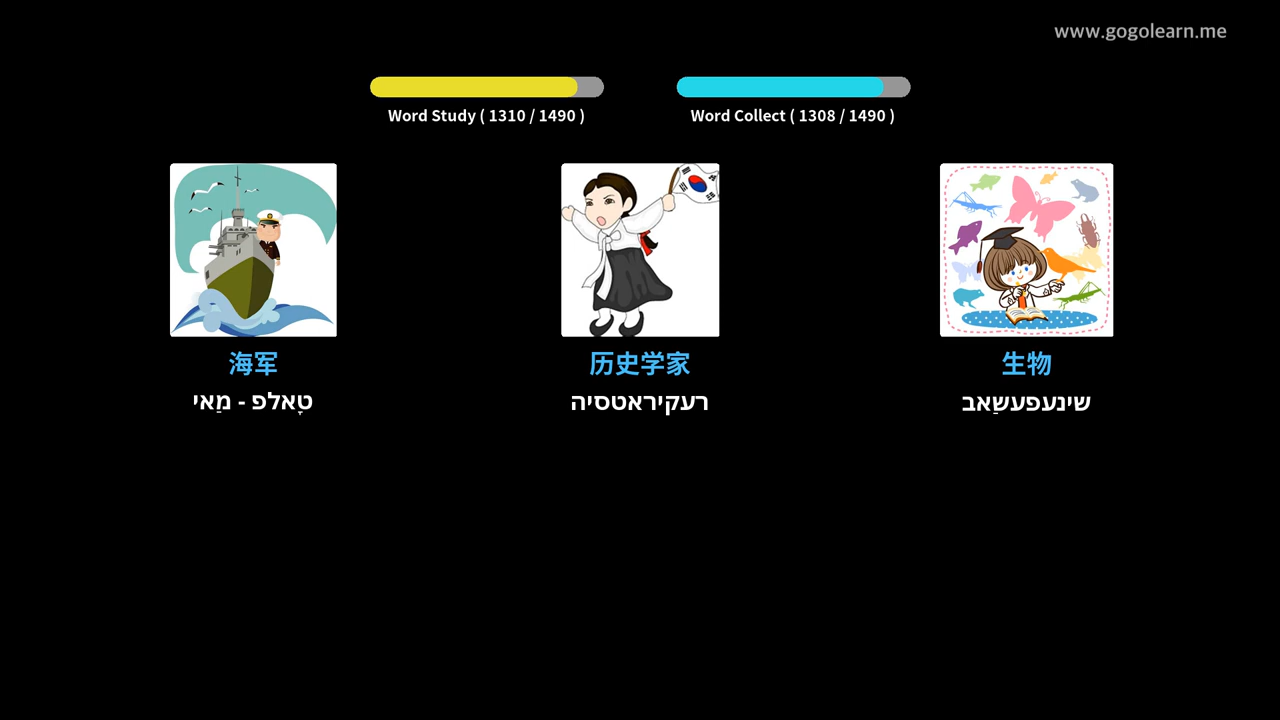 www.gogolearn.me
Word Study ( 1310 / 1490 )
Word Collect ( 1308 / 1490 )
海军
טָאלפ - מַאי
历史学家
רעקיראטסיה
生物
שינעפעשַאב